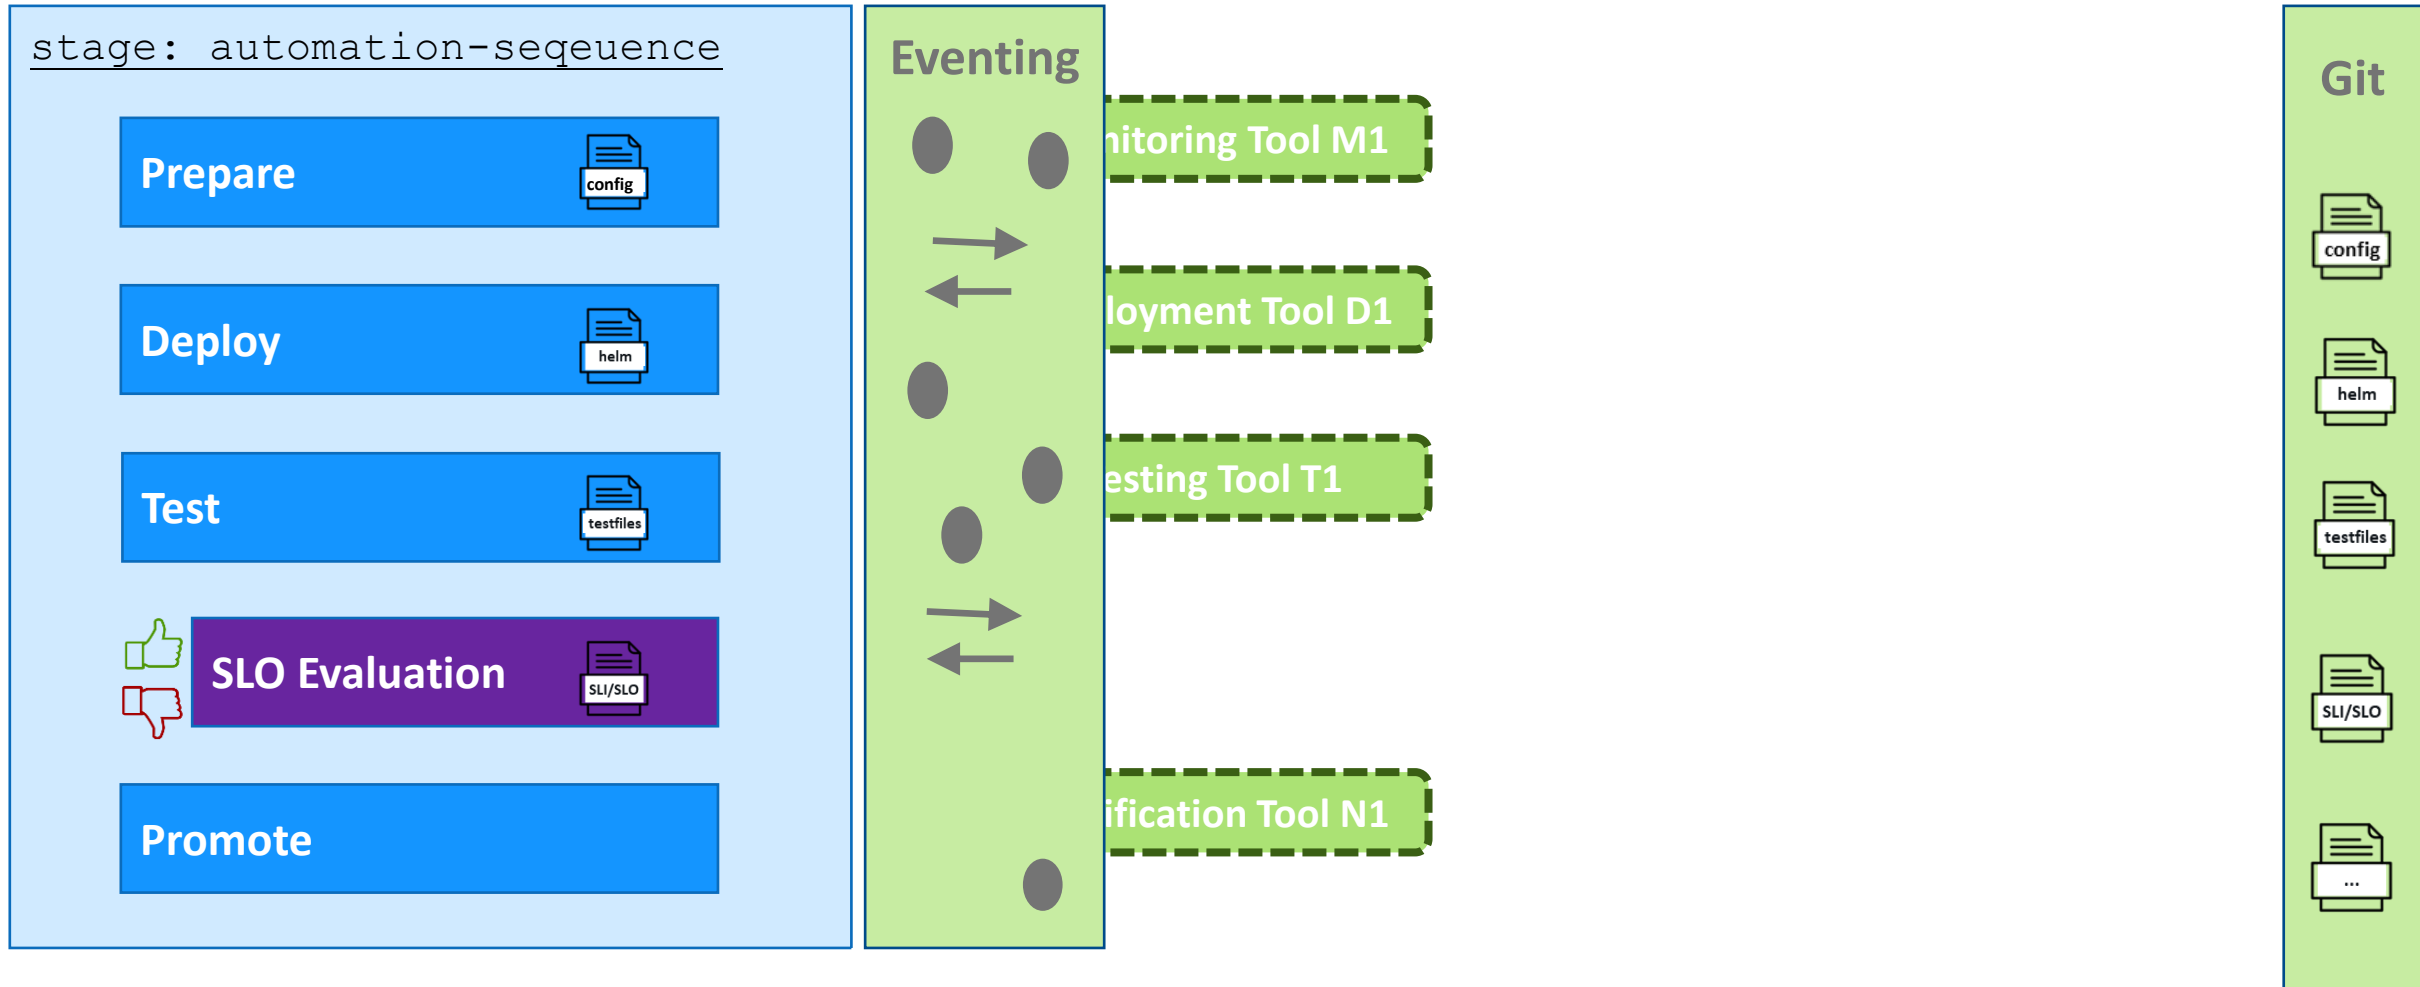 stage: automation-seqeuence
Prepare
config
Deploy
helm
Test
testfiles
SLO Evaluation
SLI/SLO
Promote
Eventing
nitoring Tool M1
loyment Tool D1
esting Tool T1
ification Tool N1
Git
config
helm
testfiles
SLI/SLO
...